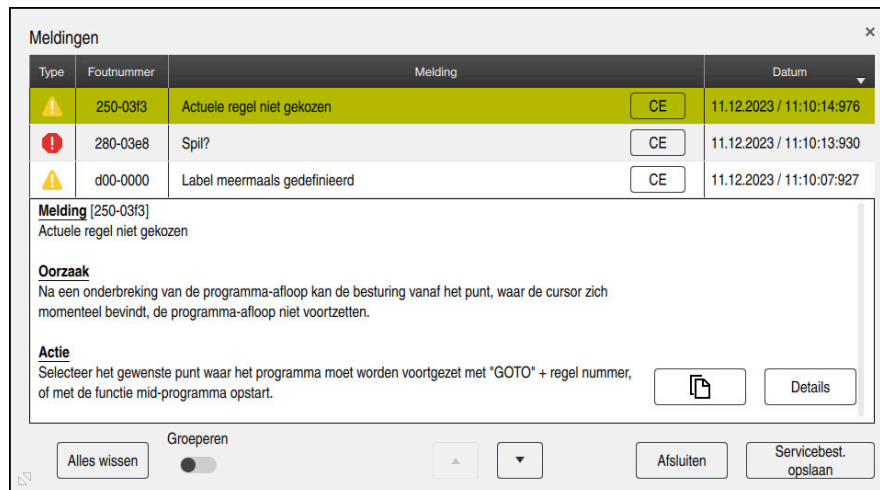 Meldingen
Type Foutnummer Melding Datum
250-03f3 Actuele regel niet gekozen CE 11.12.2023 / 11:10:14:976
280-03e8 Spil? CE 11.12.2023 / 11:10:13:930
d00-0000 Label meermaals gedefinieerd CE 11.12.2023 / 11:10:07:927
Melding [250-03f3]
Actuele regel niet gekozen
Oorzaak
Na een onderbreking van de programma-afloop kan de besturing vanaf het punt, waar de cursor zich
momenteel bevindt, de programma-afloop niet voortzetten.
Actie
Selecteer het gewenste punt waar het programma moet worden voortgezet met "GOTO" + regel nummer,
of met de functie mid-programma opstart.
Details
Alles wissen
Groeperen
Afsluiten
Servicebest.
opslaan